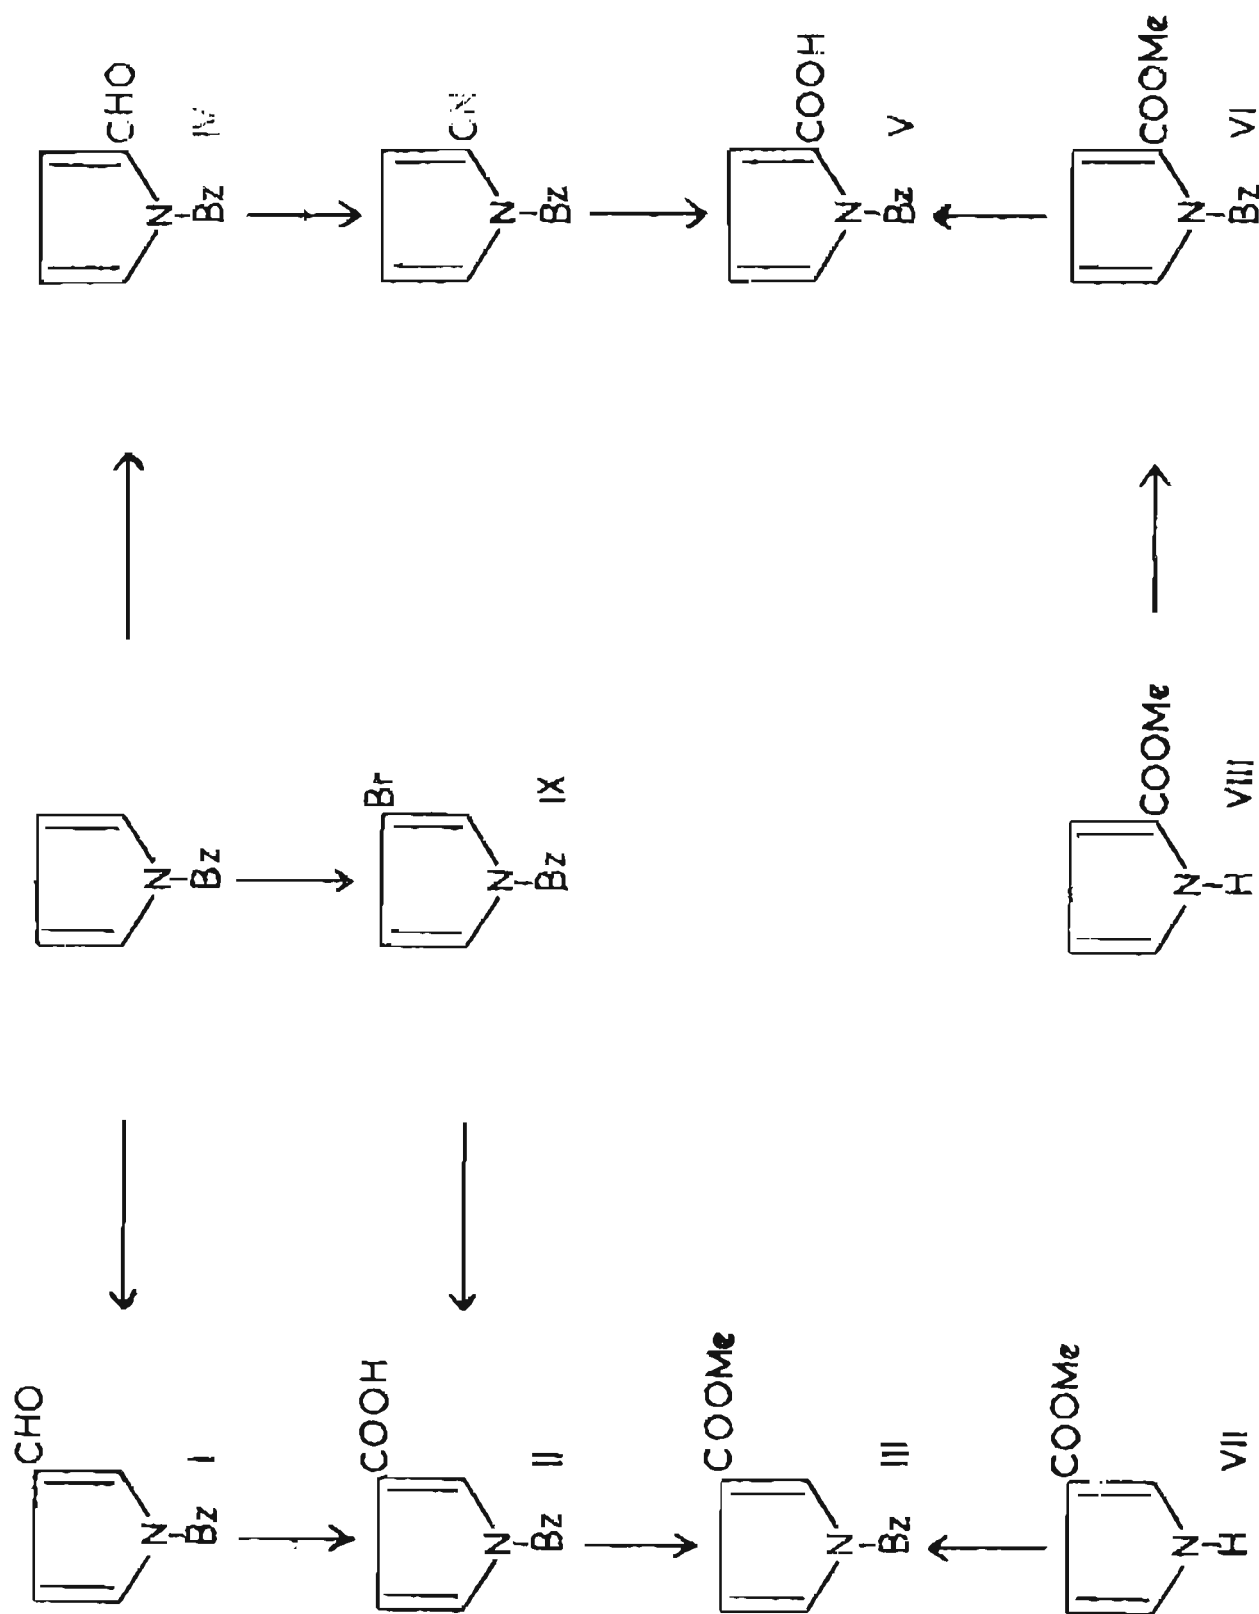 CHO
CHO
N N N
Bz I Bz Bz IV
COOH Br
CN
N N N
Bz II Bz IX Bz
COOMe
COOH
N N
Bz III Bz V
COOMe
COOMe COOMe
N N N
H VII H VIII Bz VI